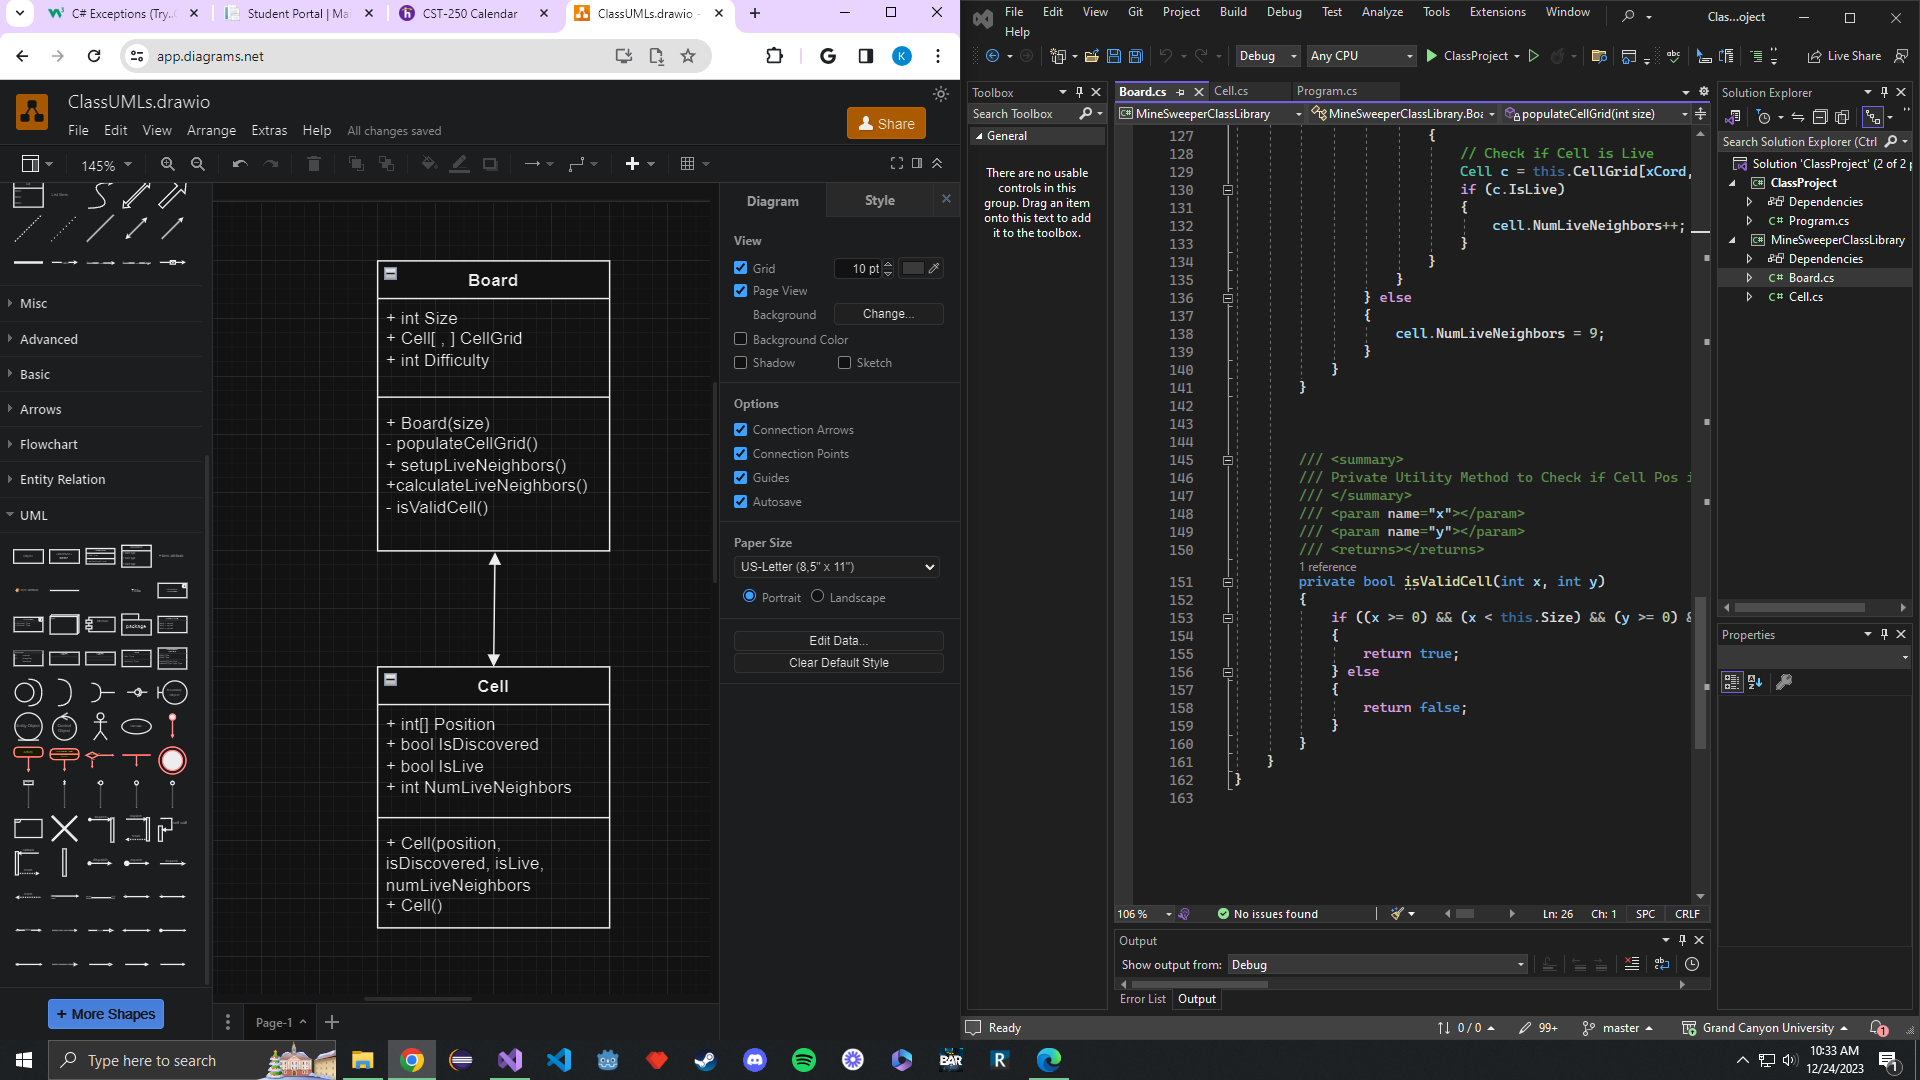 C# Exceptions (Try..C
Student Portal | Mai
CST-250 Calendar
ClassUMLs.drawio -
app.diagrams.net
K
ClassUMLs.drawio
File Edit View Arrange Extras Help All changes saved
Share
145%
Misc
Advanced
Basic
Arrows
Flowchart
Entity Relation
UML
package
+ More Shapes
Board
+ int Size
+ Cell[ , ] CellGrid
+ int Difficulty
+ Board(size)
- populateCellGrid()
+ setupLiveNeighbors()
+calculateLiveNeighbors()
- isValidCell()
Cell
+ int[] Position
+ bool IsDiscovered
+ bool IsLive
+ int NumLiveNeighbors
+ Cell(position,
isDiscovered, isLive,
numLiveNeighbors
+ Cell()
Page-1
Diagram Style
View
Grid 10 pt
Page View
Background Change...
Background Color
Shadow Sketch
Options
Connection Arrows
Connection Points
Guides
Autosave
Paper Size
US-Letter (8,5" x 11")
Portrait Landscape
Edit Data...
Clear Default Style
File Edit View Git Project Build Debug Test Analyze Tools Extensions Window
Help
Clas...oject
Debug Any CPU ClassProject Live Share
Toolbox
Search Toolbox
General
There are no usable
controls in this
group. Drag an item
onto this text to add
it to the toolbox.
Board.cs Cell.cs Program.cs
MineSweeperClassLibrary MineSweeperClassLibrary.Boa populateCellGrid(int size)
127 {
128 // Check if Cell is Live
129 Cell c = this.CellGrid[xCord,
130 if (c.IsLive)
131 {
132 cell.NumLiveNeighbors++;
133 }
134 }
135 }
136 } else
137 {
138 cell.NumLiveNeighbors = 9;
139 }
140 }
141 }
142
143
144
145 /// <summary>
146 /// Private Utility Method to Check if Cell Pos i
147 /// </summary>
148 /// <param name="x"></param>
149 /// <param name="y"></param>
150 /// <returns></returns>
1 reference
151 private bool isValidCell(int x, int y)
152 {
153 if ((x >= 0) && (x < this.Size) && (y >= 0) &
154 {
155 return true;
156 } else
157 {
158 return false;
159 }
160 }
161 }
162 }
163
106 % No issues found Ln: 26 Ch: 1 SPC CRLF
Output
Show output from: Debug
Error List Output
Solution Explorer
Search Solution Explorer (Ctrl
Solution 'ClassProject' (2 of 2 p
ClassProject
Dependencies
C# Program.cs
MineSweeperClassLibrary
Dependencies
C# Board.cs
C# Cell.cs
Properties
Ready 0 / 0 99+ master Grand Canyon University 1
Type here to search
BAR
R
10:33 AM
12/24/2023
1